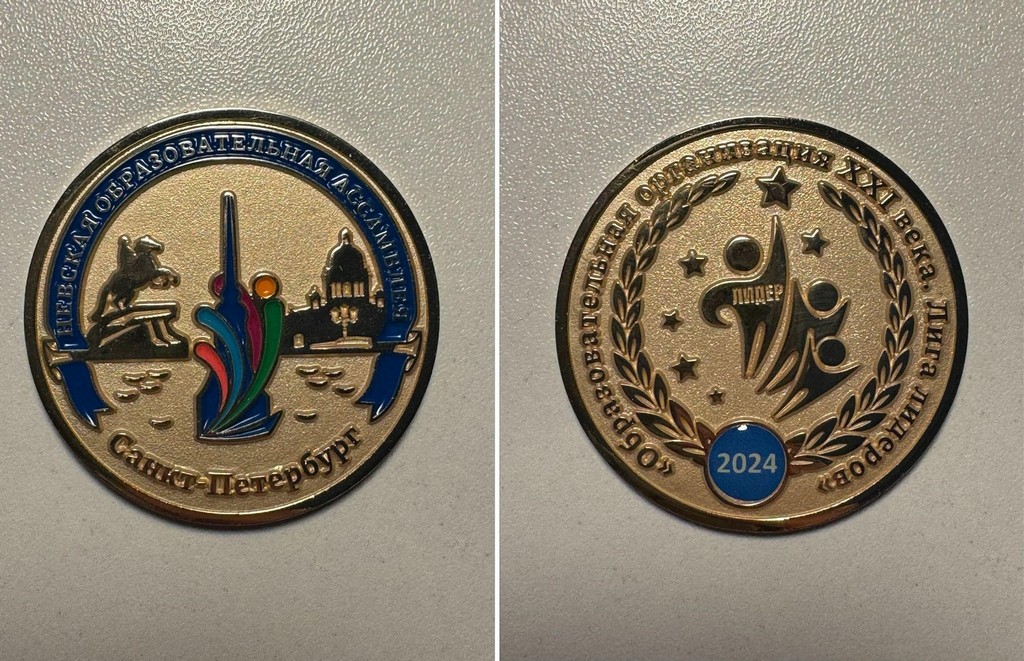 НЕВСКАЯ ОБРАЗОВАТЕЛЬНАЯ АССАМБЛЕЯ
Санкт-Петербург
«Образовательная организация XXI века. Лига лидеров»
ЛИДЕР
2024